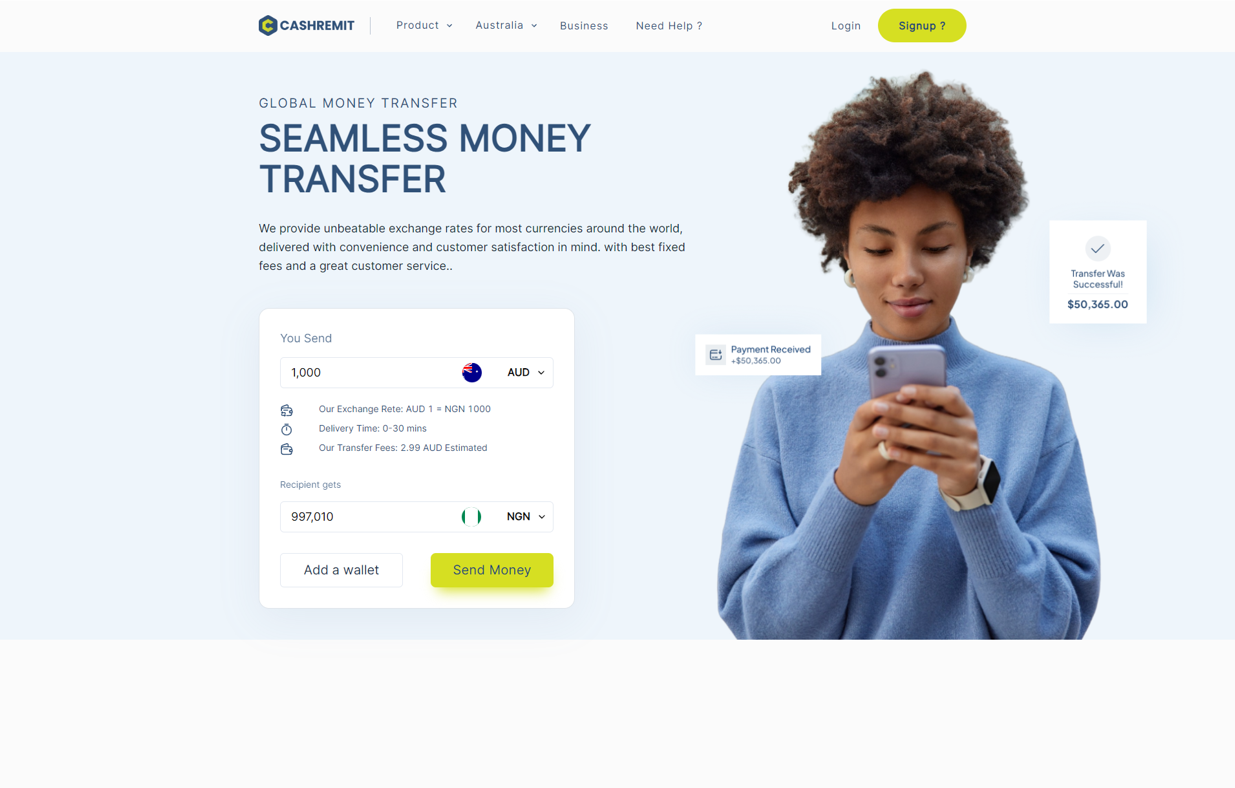 CASHREMIT
Product
Australia
Business
Need Help ?
Login
Signup ?
GLOBAL MONEY TRANSFER
SEAMLESS MONEY
TRANSFER
We provide unbeatable exchange rates for most currencies around the world,
delivered with convenience and customer satisfaction in mind. with best fixed
fees and a great customer service..
You Send
1,000
AUD
Our Exchange Rete: AUD 1 = NGN 1000
Delivery Time: 0-30 mins
Our Transfer Fees: 2.99 AUD Estimated
Recipient gets
997,010
NGN
Add a wallet
Send Money
Payment Received
+$50,365.00
Transfer Was
Successful!
$50,365.00